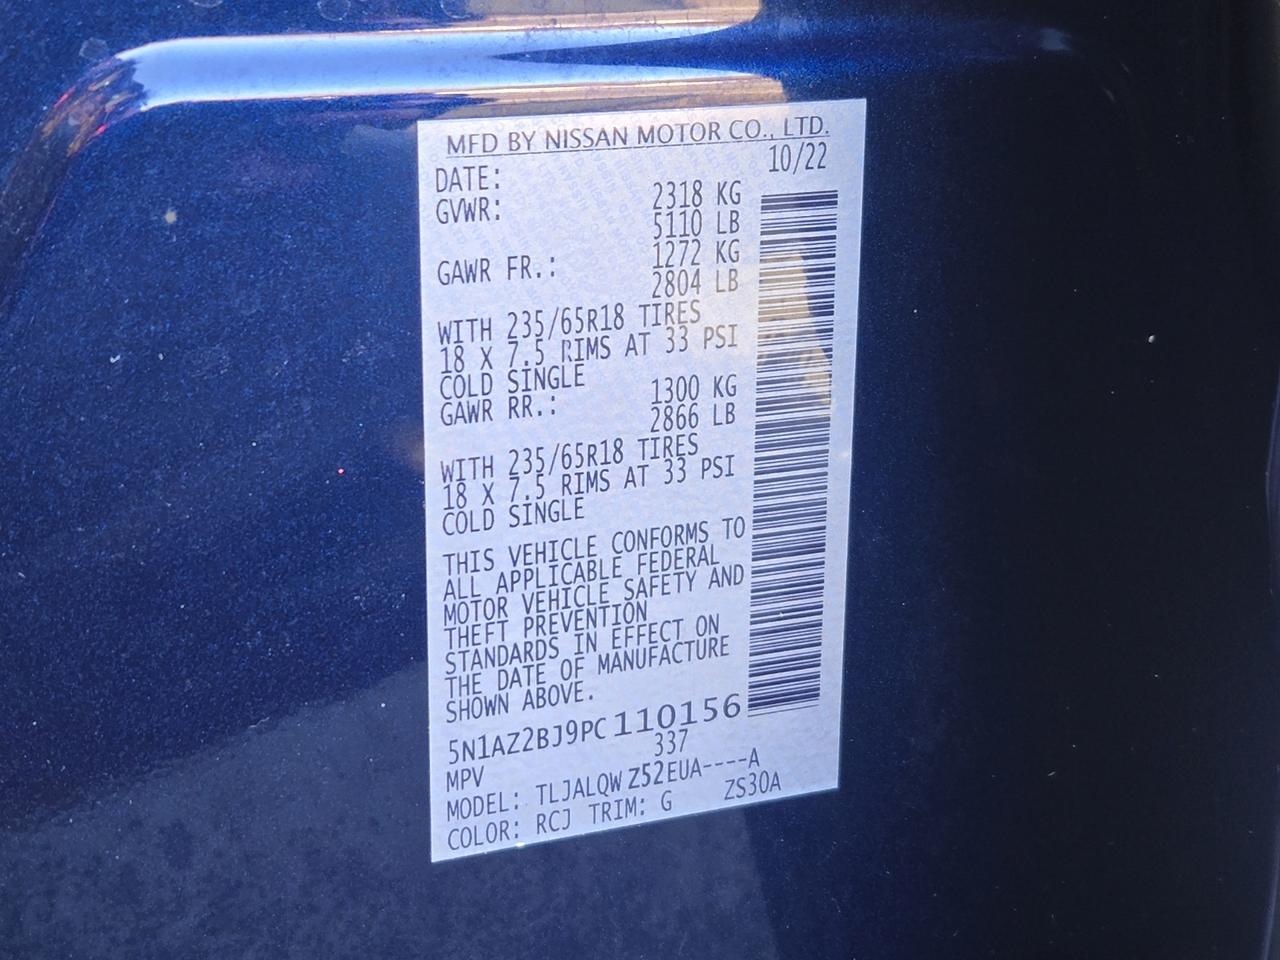 MFD BY NISSAN MOTOR CO., LTD.
DATE: 10/22
GVWR: 2318 KG
5110 LB
GAWR FR.: 1272 KG
2804 LB
WITH 235/65R18 TIRES
18 X 7.5 RIMS AT 33 PSI
COLD SINGLE
GAWR RR.: 1300 KG
2866 LB
WITH 235/65R18 TIRES
18 X 7.5 RIMS AT 33 PSI
COLD SINGLE
THIS VEHICLE CONFORMS TO
ALL APPLICABLE FEDERAL
MOTOR VEHICLE SAFETY AND
THEFT PREVENTION
STANDARDS IN EFFECT ON
THE DATE OF MANUFACTURE
SHOWN ABOVE.
5N1AZ2BJ9PC110156
MPV 337
MODEL: TLJALQWZ52EUA----A
COLOR: RCJ TRIM: G ZS30A